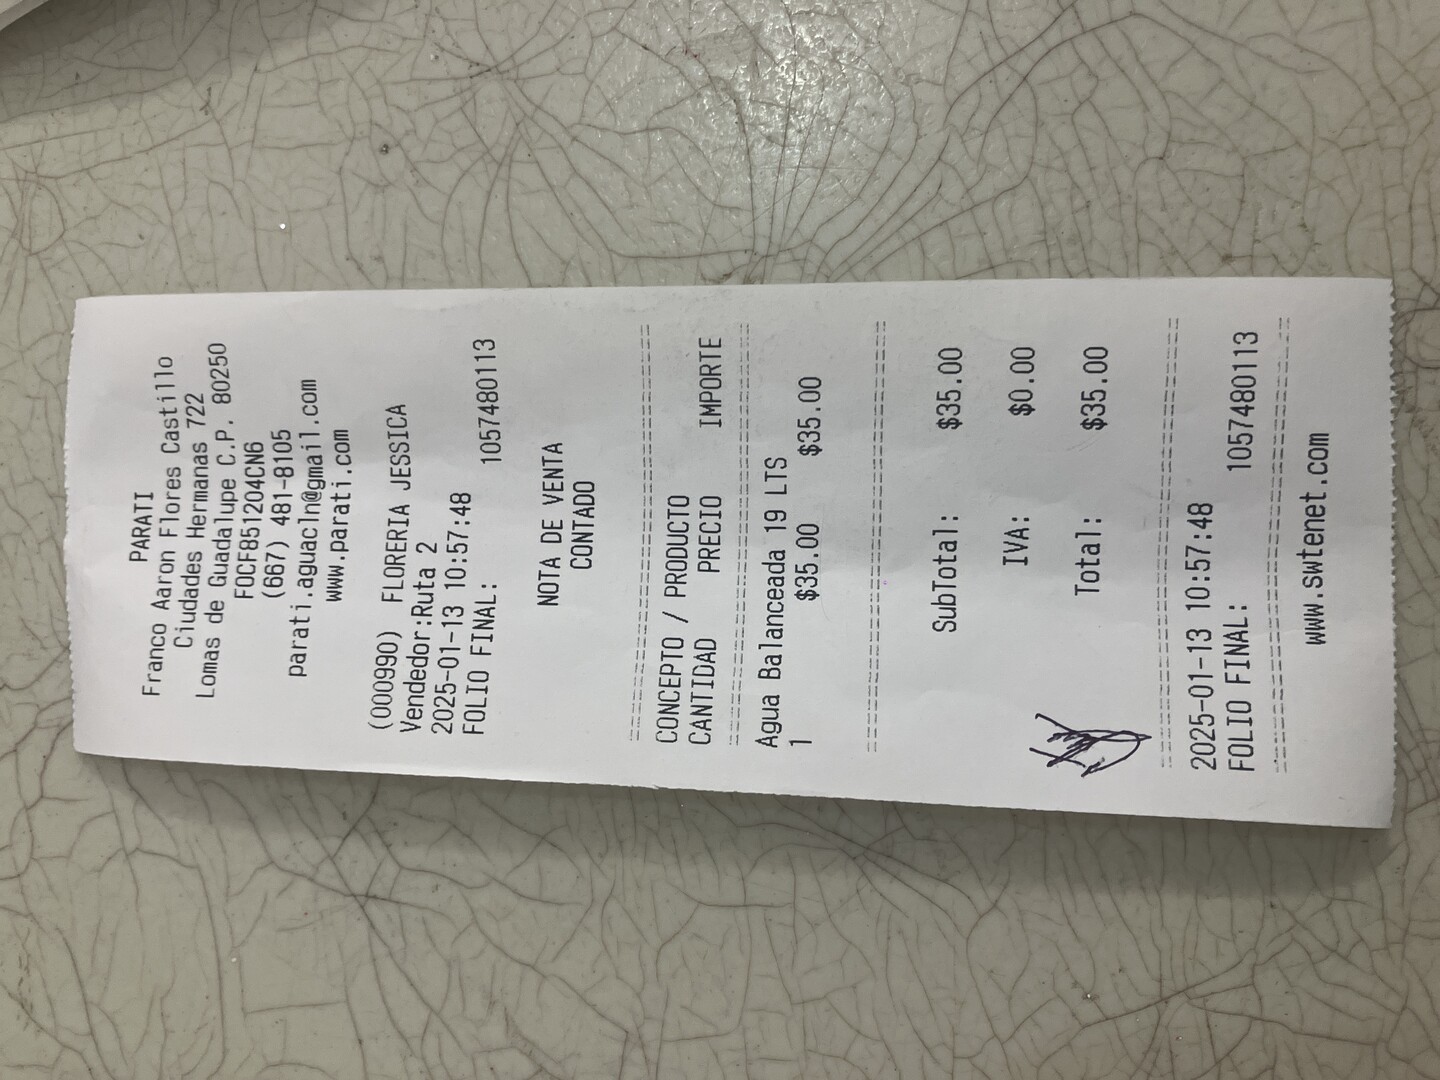 PARATI
Franco Aaron Flores Castillo
Ciudades Hermanas 722
Lomas de Guadalupe C.P. 80250
FOCF851204CN6
(667) 481-8105
parati.aguacln@gmail.com
www.parati.com
(000990) FLORERIA JESSICA
Vendedor:Ruta 2
2025-01-13 10:57:48
FOLIO FINAL: 1057480113
NOTA DE VENTA
CONTADO
CONCEPTO / PRODUCTO
CANTIDAD PRECIO IMPORTE
Agua Balanceada 19 LTS
1 $35.00 $35.00
SubTotal: $35.00
IVA: $0.00
Total: $35.00
2025-01-13 10:57:48
FOLIO FINAL: 1057480113
www.swtenet.com